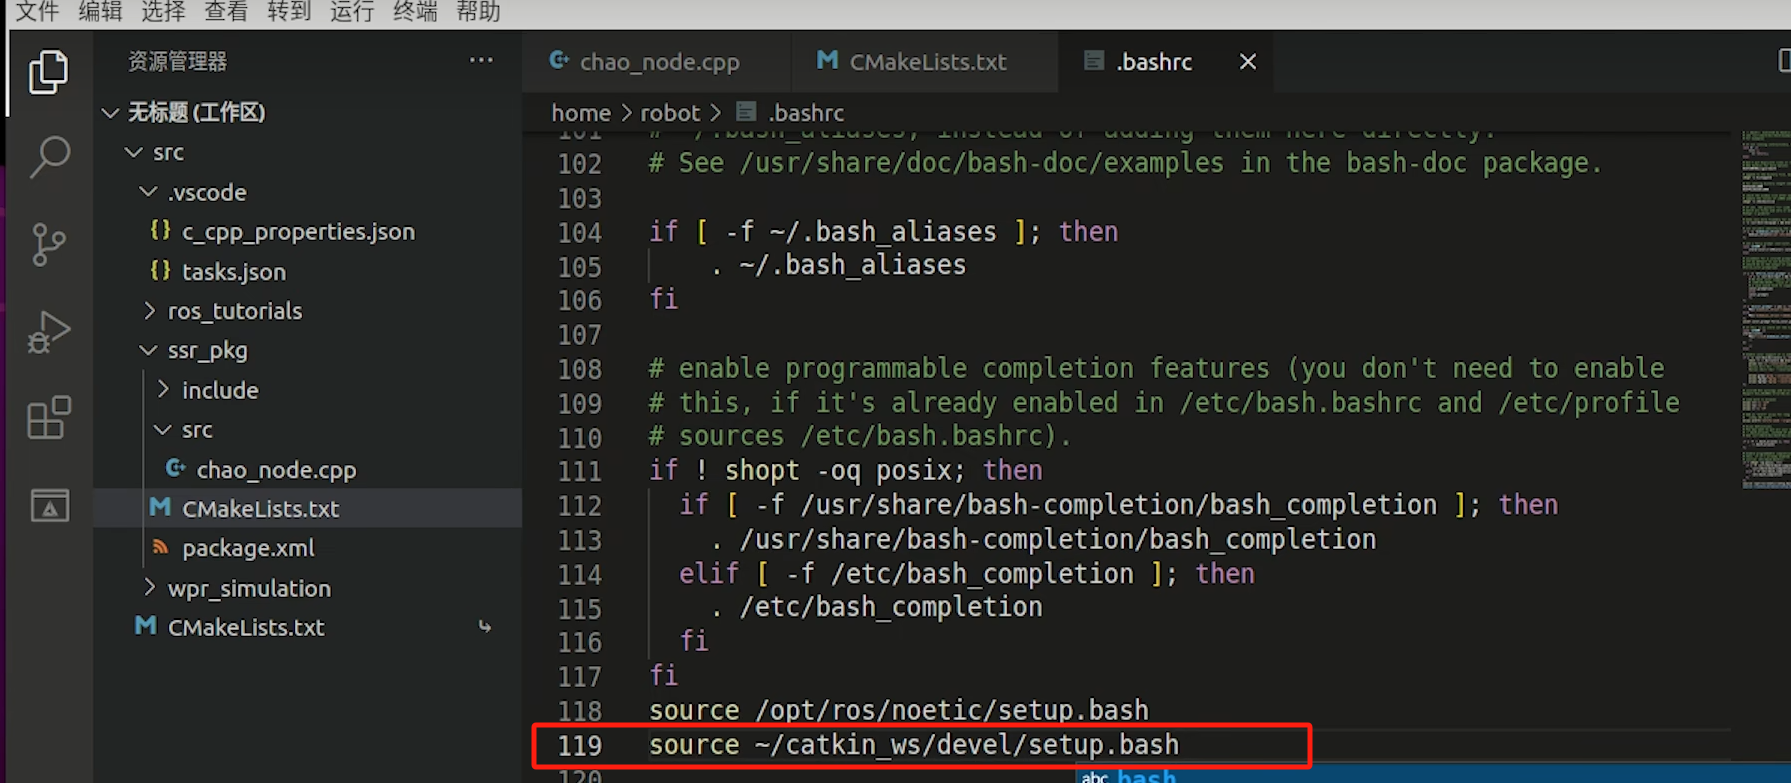 文件 编辑 选择 查看 转到 运行 终端 帮助
资源管理器 ···
无标题 (工作区)
src
.vscode
{} c_cpp_properties.json
{} tasks.json
ros_tutorials
ssr_pkg
include
src
chao_node.cpp
CMakeLists.txt
package.xml
wpr_simulation
CMakeLists.txt
chao_node.cpp CMakeLists.txt .bashrc
home > robot > .bashrc
101 # ~/.bash_aliases, instead of adding them here directly.
102 # See /usr/share/doc/bash-doc/examples in the bash-doc package.
103
104 if [ -f ~/.bash_aliases ]; then
105 . ~/.bash_aliases
106 fi
107
108 # enable programmable completion features (you don't need to enable
109 # this, if it's already enabled in /etc/bash.bashrc and /etc/profile
110 # sources /etc/bash.bashrc).
111 if ! shopt -oq posix; then
112 if [ -f /usr/share/bash-completion/bash_completion ]; then
113 . /usr/share/bash-completion/bash_completion
114 elif [ -f /etc/bash_completion ]; then
115 . /etc/bash_completion
116 fi
117 fi
118 source /opt/ros/noetic/setup.bash
119 source ~/catkin_ws/devel/setup.bash
120
abc bash